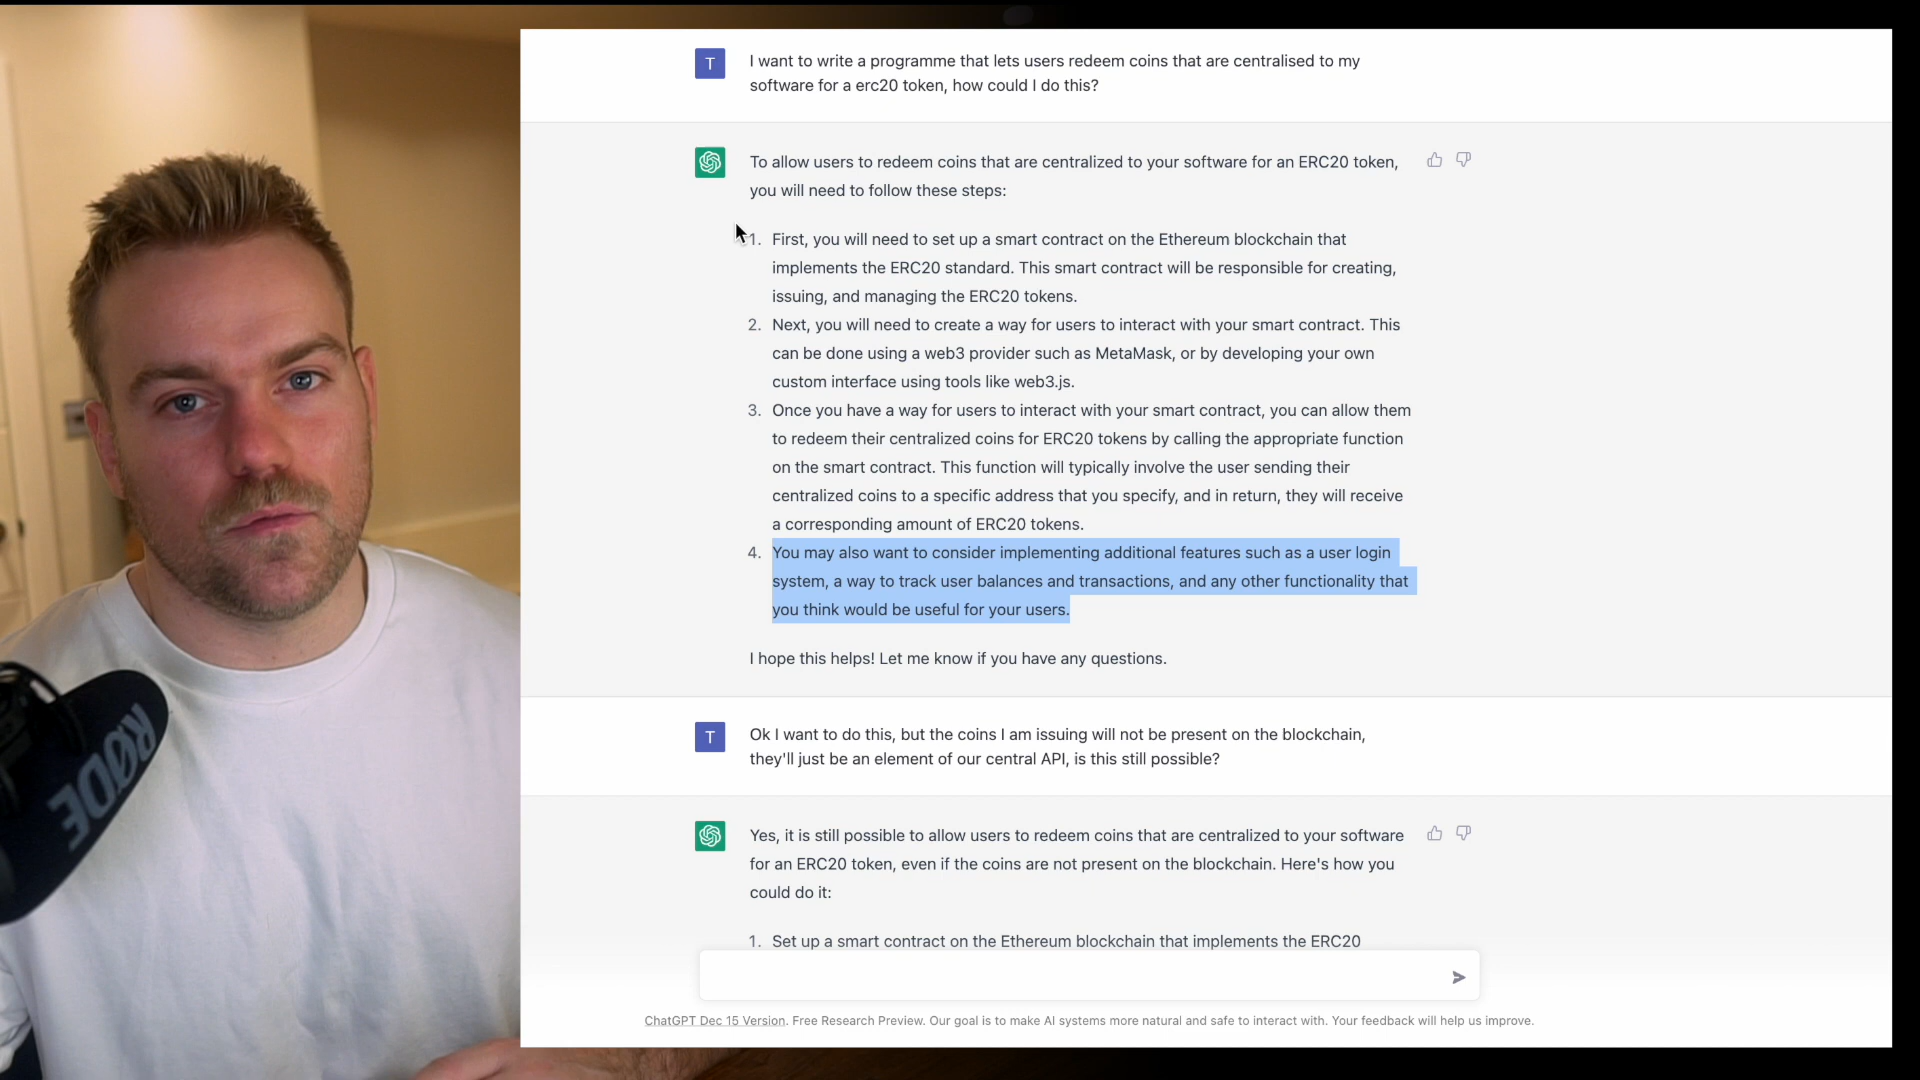 T
I want to write a programme that lets users redeem coins that are centralised to my
software for a erc20 token, how could I do this?
To allow users to redeem coins that are centralized to your software for an ERC20 token,
you will need to follow these steps:
1. First, you will need to set up a smart contract on the Ethereum blockchain that
implements the ERC20 standard. This smart contract will be responsible for creating,
issuing, and managing the ERC20 tokens.
2. Next, you will need to create a way for users to interact with your smart contract. This
can be done using a web3 provider such as MetaMask, or by developing your own
custom interface using tools like web3.js.
3. Once you have a way for users to interact with your smart contract, you can allow them
to redeem their centralized coins for ERC20 tokens by calling the appropriate function
on the smart contract. This function will typically involve the user sending their
centralized coins to a specific address that you specify, and in return, they will receive
a corresponding amount of ERC20 tokens.
4. You may also want to consider implementing additional features such as a user login
system, a way to track user balances and transactions, and any other functionality that
you think would be useful for your users.
I hope this helps! Let me know if you have any questions.
T
Ok I want to do this, but the coins I am issuing will not be present on the blockchain,
they'll just be an element of our central API, is this still possible?
Yes, it is still possible to allow users to redeem coins that are centralized to your software
for an ERC20 token, even if the coins are not present on the blockchain. Here's how you
could do it:
1. Set up a smart contract on the Ethereum blockchain that implements the ERC20
ChatGPT Dec 15 Version. Free Research Preview. Our goal is to make AI systems more natural and safe to interact with. Your feedback will help us improve.
RØDE